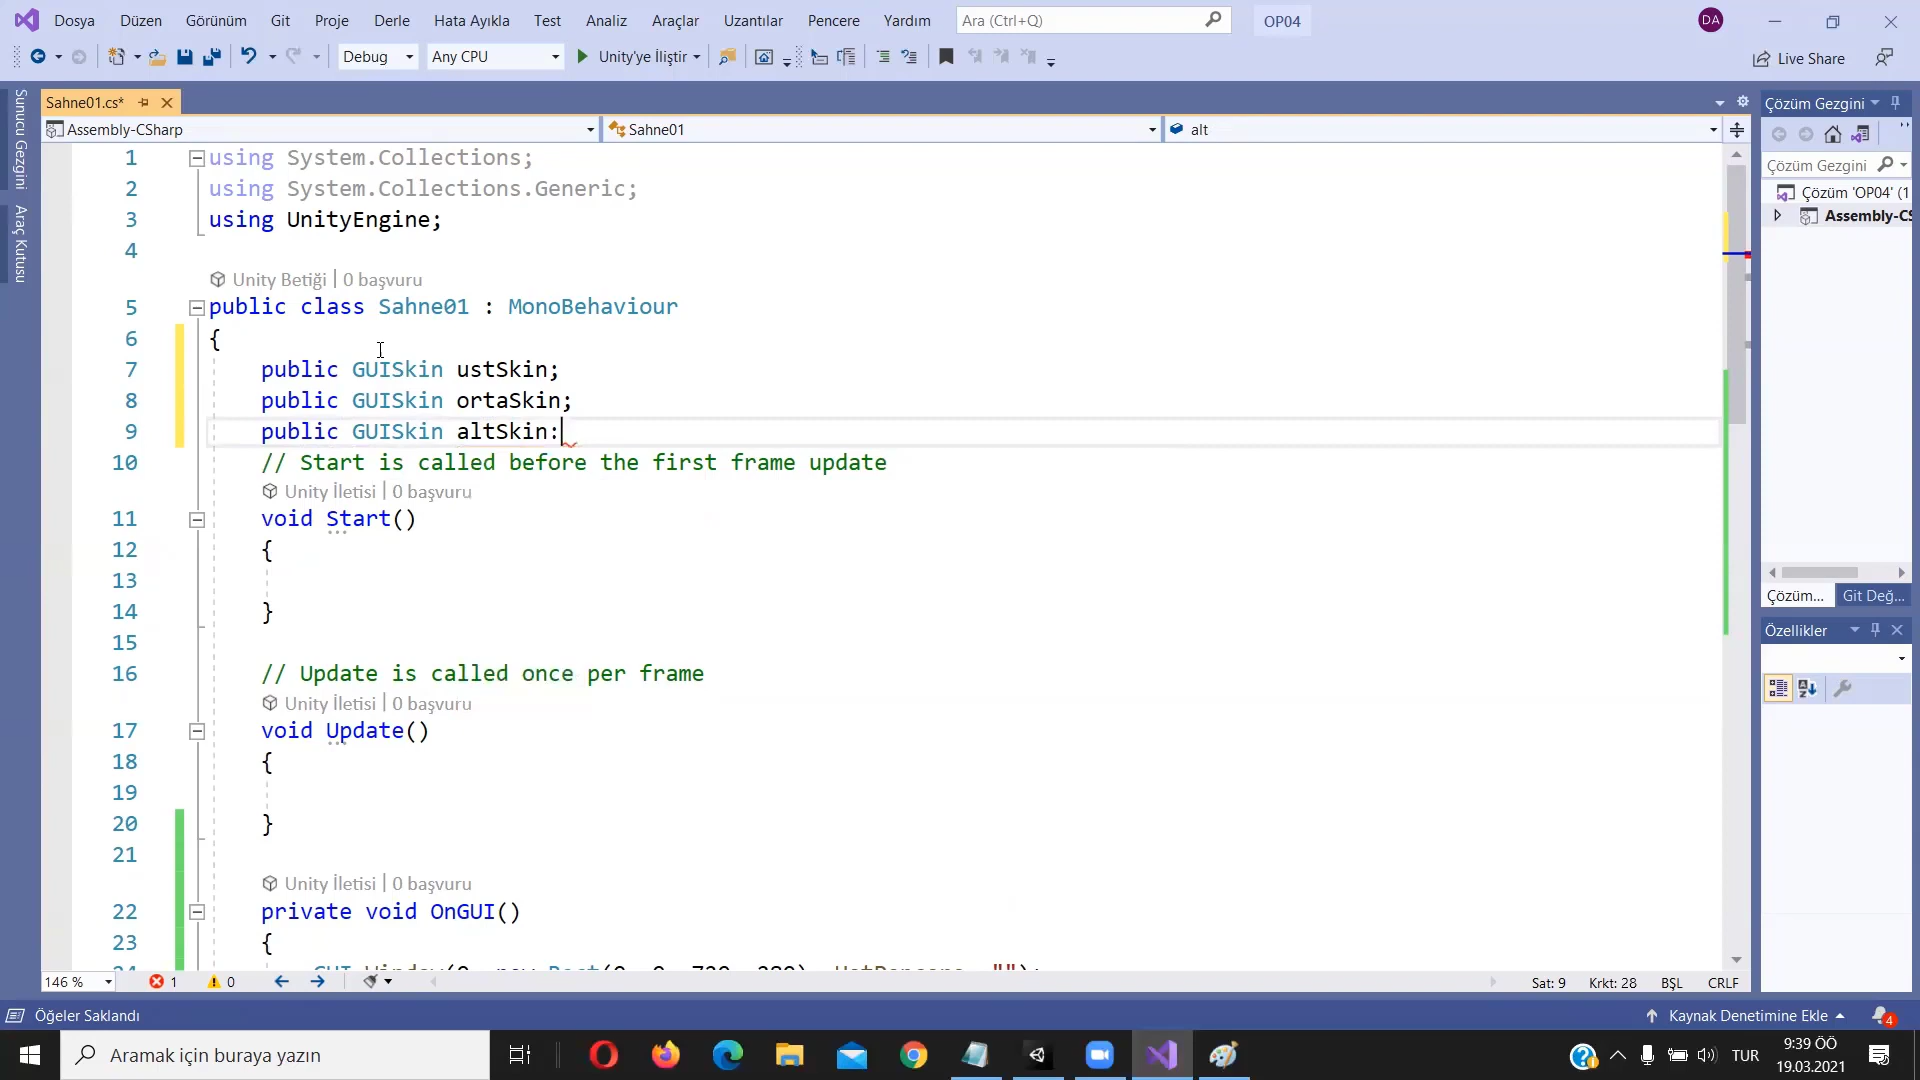 Dosya Düzen Görünüm Git Proje Derle Hata Ayıkla Test Analiz Araçlar Uzantılar Pencere Yardım Ara (Ctrl+Q) OP04 DA
Debug Any CPU Unity'ye İliştir Live Share
Sunucu Gezgini
Araç Kutusu
Sahne01.cs*
Assembly-CSharp Sahne01 alt
1 using System.Collections;
2 using System.Collections.Generic;
3 using UnityEngine;
4
Unity Betiği | 0 başvuru
5 public class Sahne01 : MonoBehaviour
6 {
7 public GUISkin ustSkin;
8 public GUISkin ortaSkin;
9 public GUISkin altSkin:
10 // Start is called before the first frame update
Unity İletisi | 0 başvuru
11 void Start()
12 {
13
14 }
15
16 // Update is called once per frame
Unity İletisi | 0 başvuru
17 void Update()
18 {
19
20 }
21
Unity İletisi | 0 başvuru
22 private void OnGUI()
23 {
146 % 1 0 Sat: 9 Krkt: 28 BŞL CRLF
Çözüm Gezgini
Çözüm Gezgini
Çözüm 'OP04' (1
Assembly-CS
Çözüm... Git Değ...
Özellikler
Öğeler Saklandı Kaynak Denetimine Ekle 4
Aramak için buraya yazın TUR 9:39 ÖÖ
19.03.2021